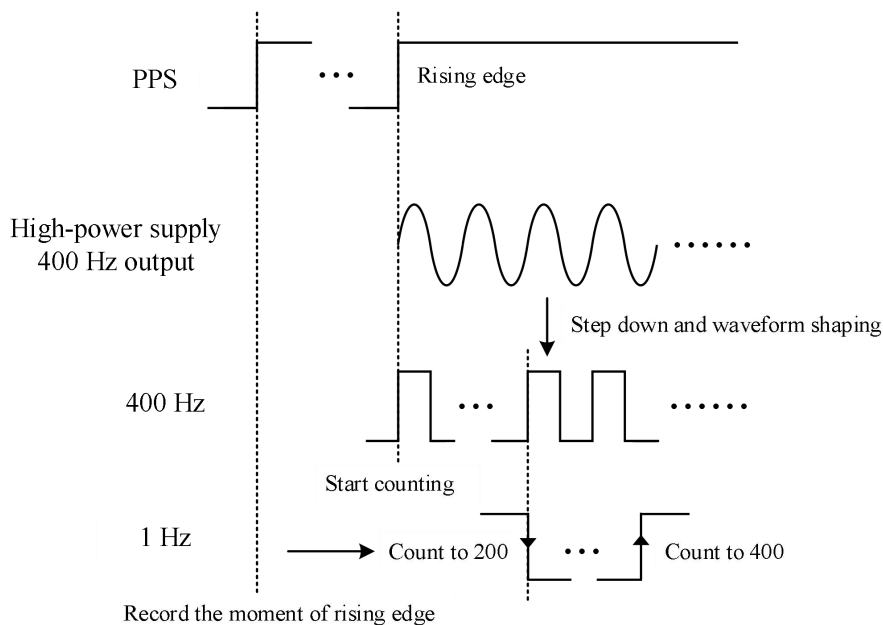 PPS
Rising edge
High-power supply
400 Hz output
Step down and waveform shaping
400 Hz
Start counting
1 Hz
Count to 200
Count to 400
Record the moment of rising edge